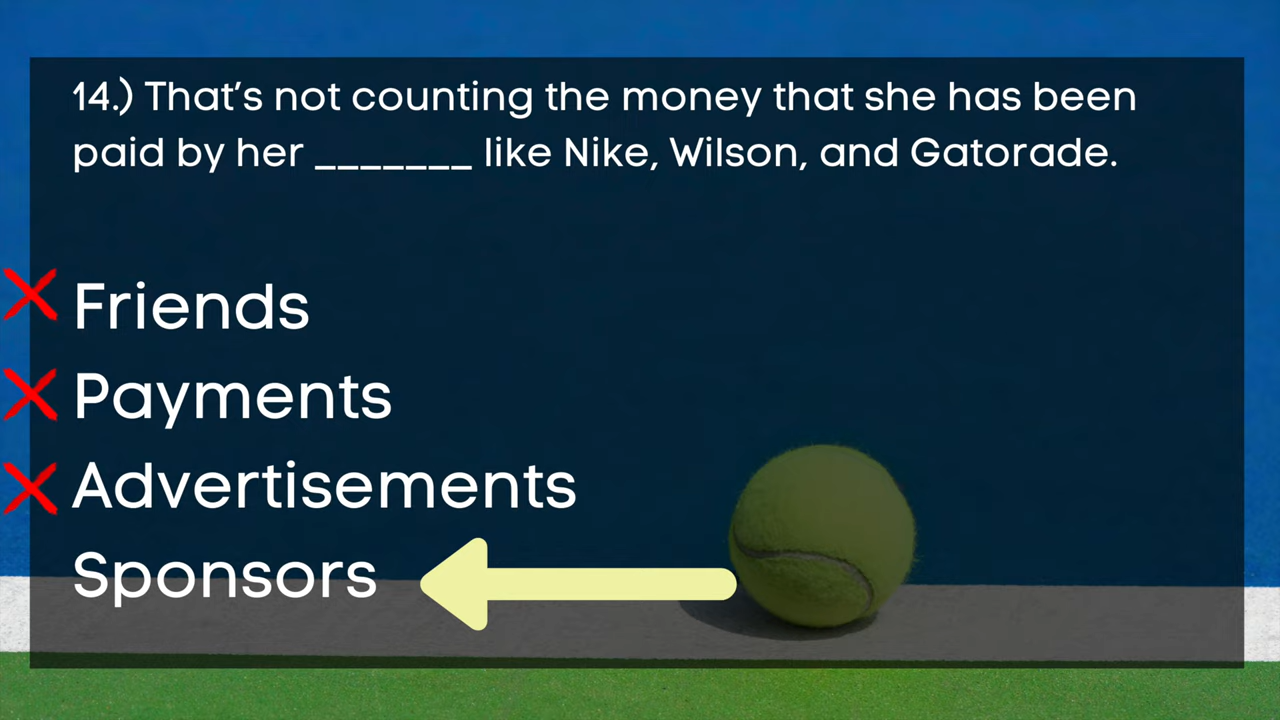 14.) That's not counting the money that she has been
paid by her _______ like Nike, Wilson, and Gatorade.
Friends
Payments
Advertisements
Sponsors